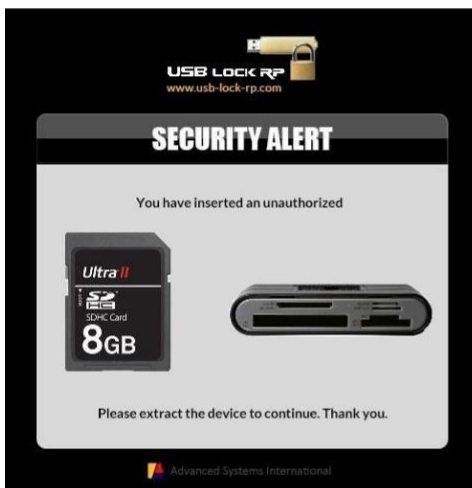 USB LOCK RP
www.usb-lock-rp.com
SECURITY ALERT
You have inserted an unauthorized
Ultra II
SDHC Card
8GB
Please extract the device to continue. Thank you.
Advanced Systems International